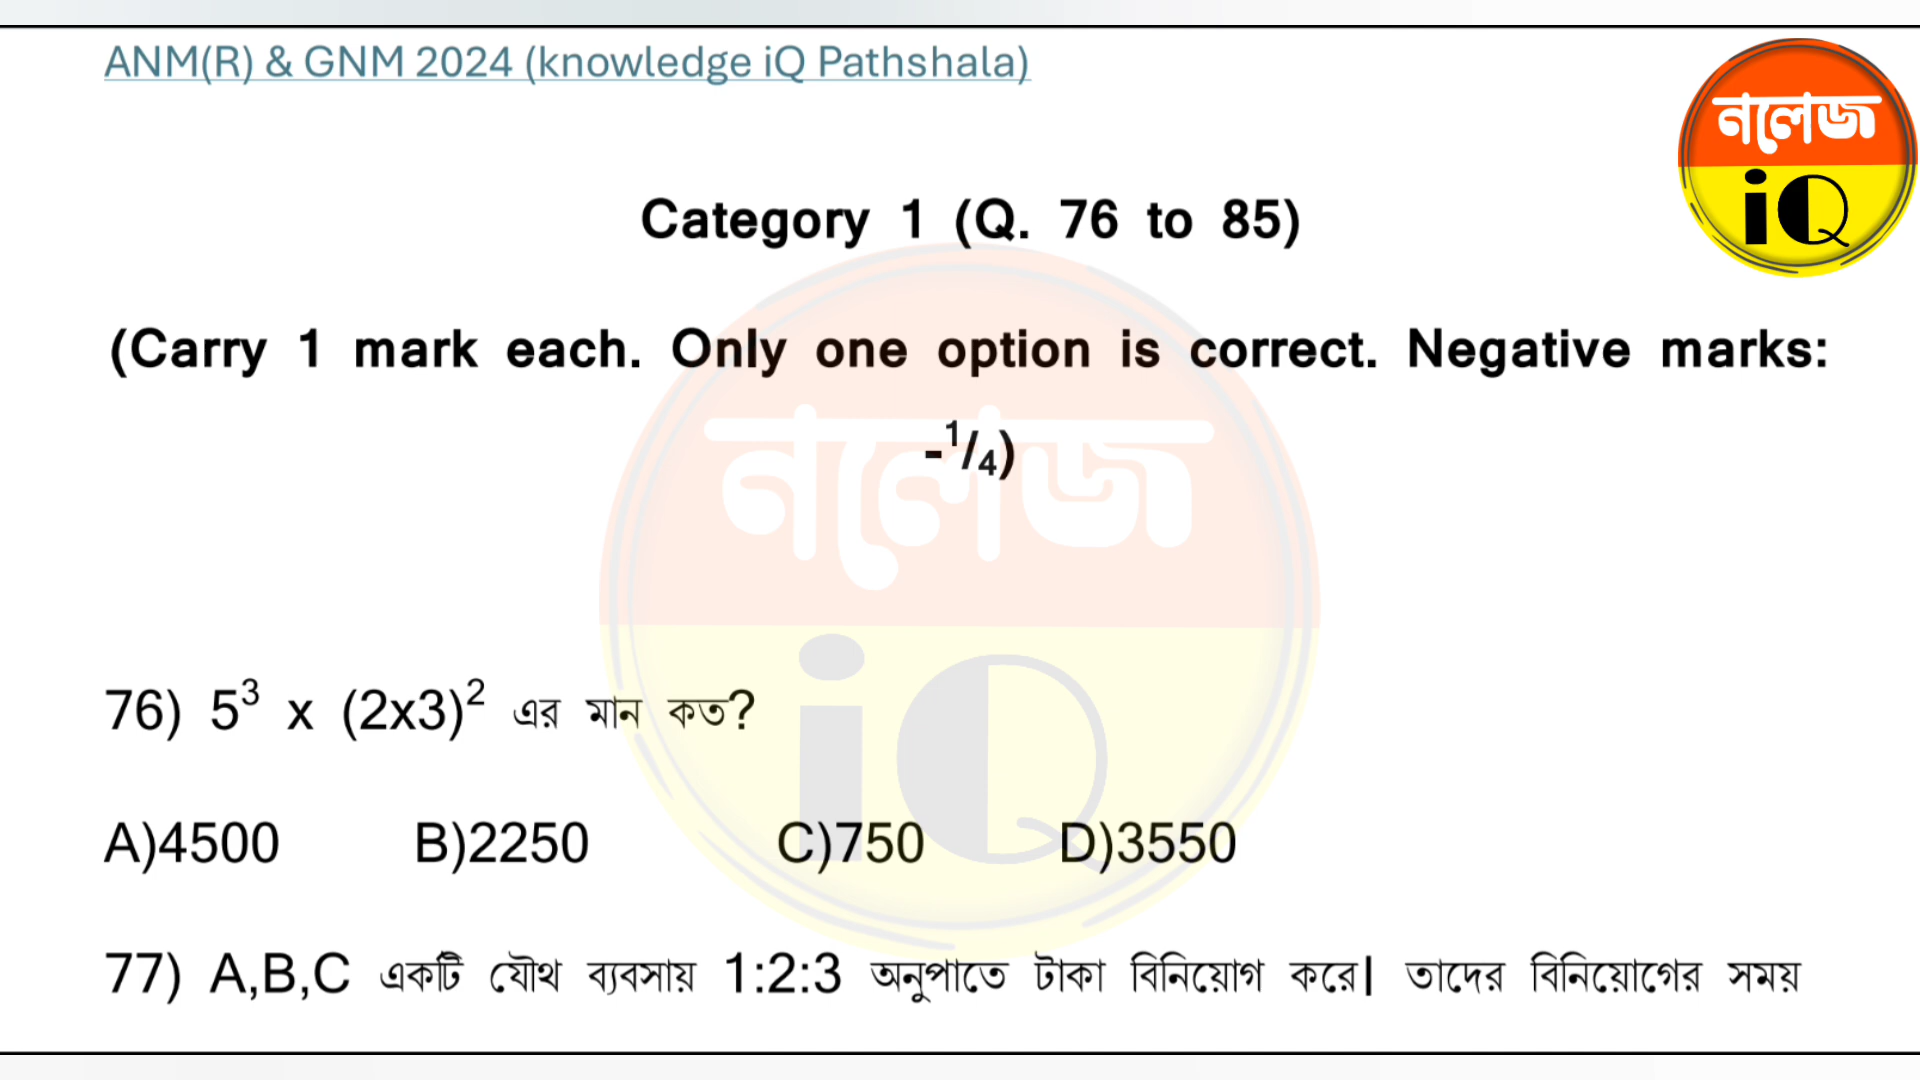 ANM(R) & GNM 2024 (knowledge iQ Pathshala)
নলেজ
iQ
Category 1 (Q. 76 to 85)
(Carry 1 mark each. Only one option is correct. Negative marks:
-¹/₄)
নলেজ
iQ
76) 5³ x (2x3)² এর মান কত?
A)4500 B)2250 C)750 D)3550
77) A,B,C একটি যৌথ ব্যবসায় 1:2:3 অনুপাতে টাকা বিনিয়োগ করে| তাদের বিনিয়োগের সময়